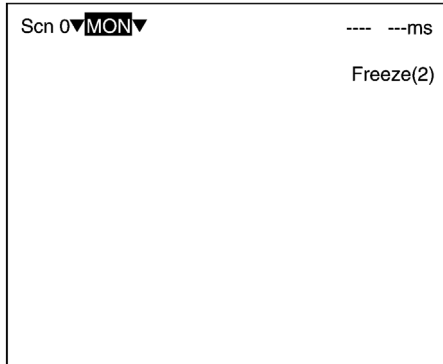 Scn 0▼MON▼ ---- ---ms
Freeze(2)